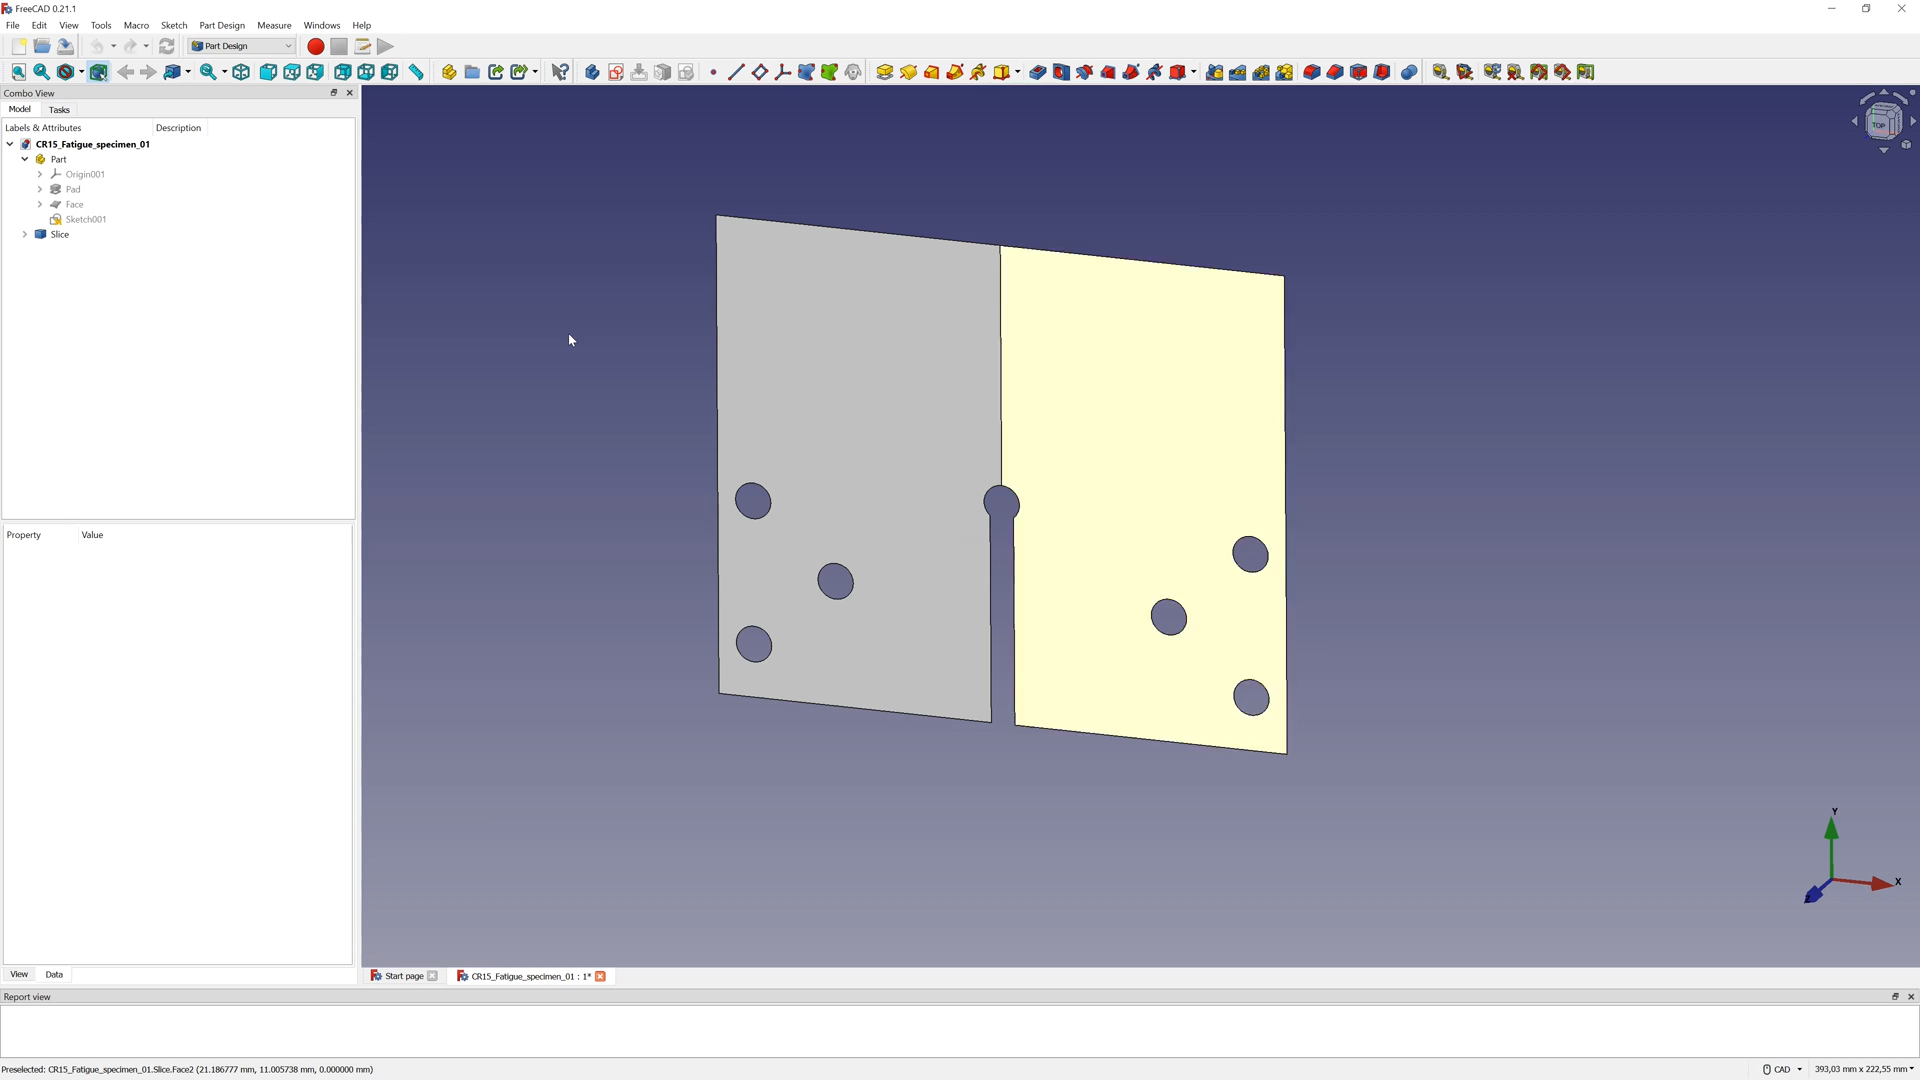 FreeCAD 0.21.1
File Edit View Tools Macro Sketch Part Design Measure Windows Help
Part Design
Combo View
Model Tasks
Labels & Attributes Description
CR15_Fatigue_specimen_01
Part
Origin001
Pad
Face
Sketch001
Slice
TOP
Property Value
Y
X
Z
View Data
Start page CR15_Fatigue_specimen_01 : 1*
Report view
Preselected: CR15_Fatigue_specimen_01.Slice.Face2 (21.186777 mm, 11.005738 mm, 0.000000 mm)
CAD 393,03 mm x 222,55 mm